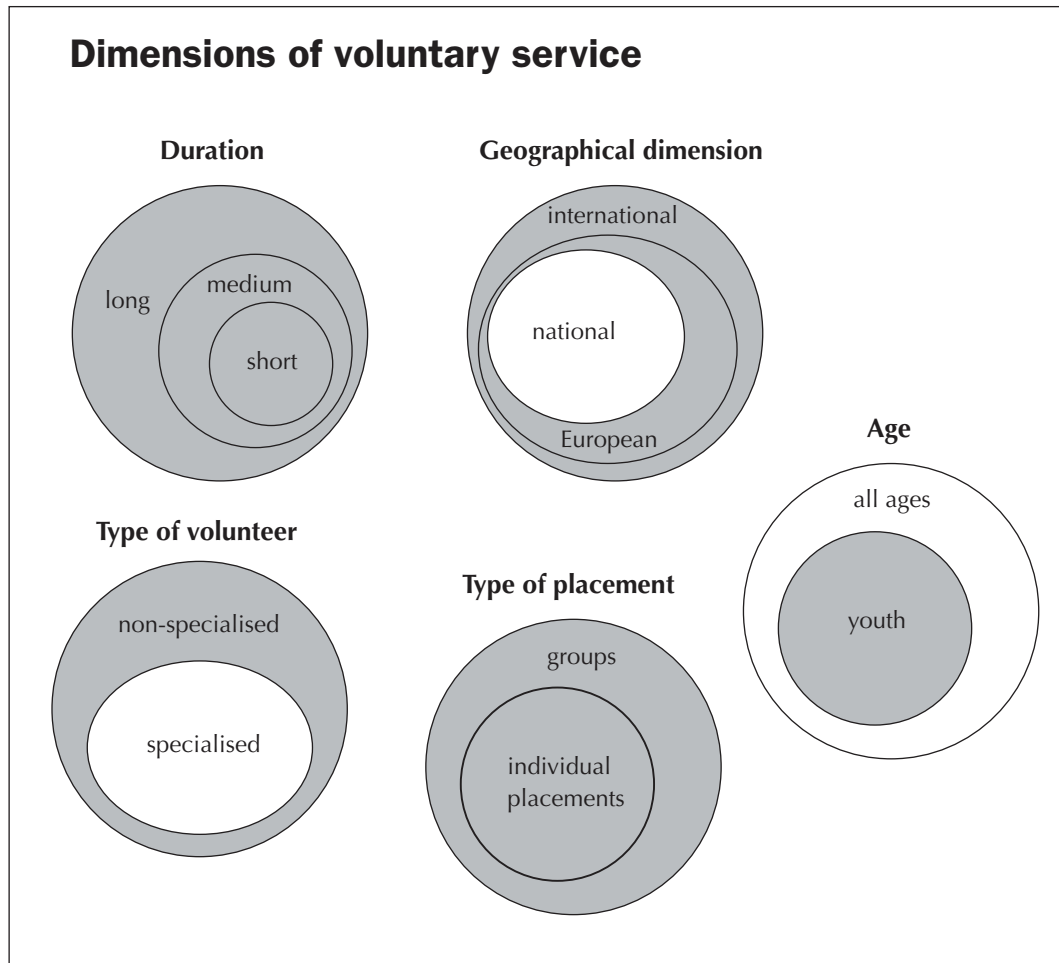 Dimensions of voluntary service
Duration
long
medium
short
Geographical dimension
international
national
European
Age
all ages
youth
Type of volunteer
non-specialised
specialised
Type of placement
groups
individual
placements